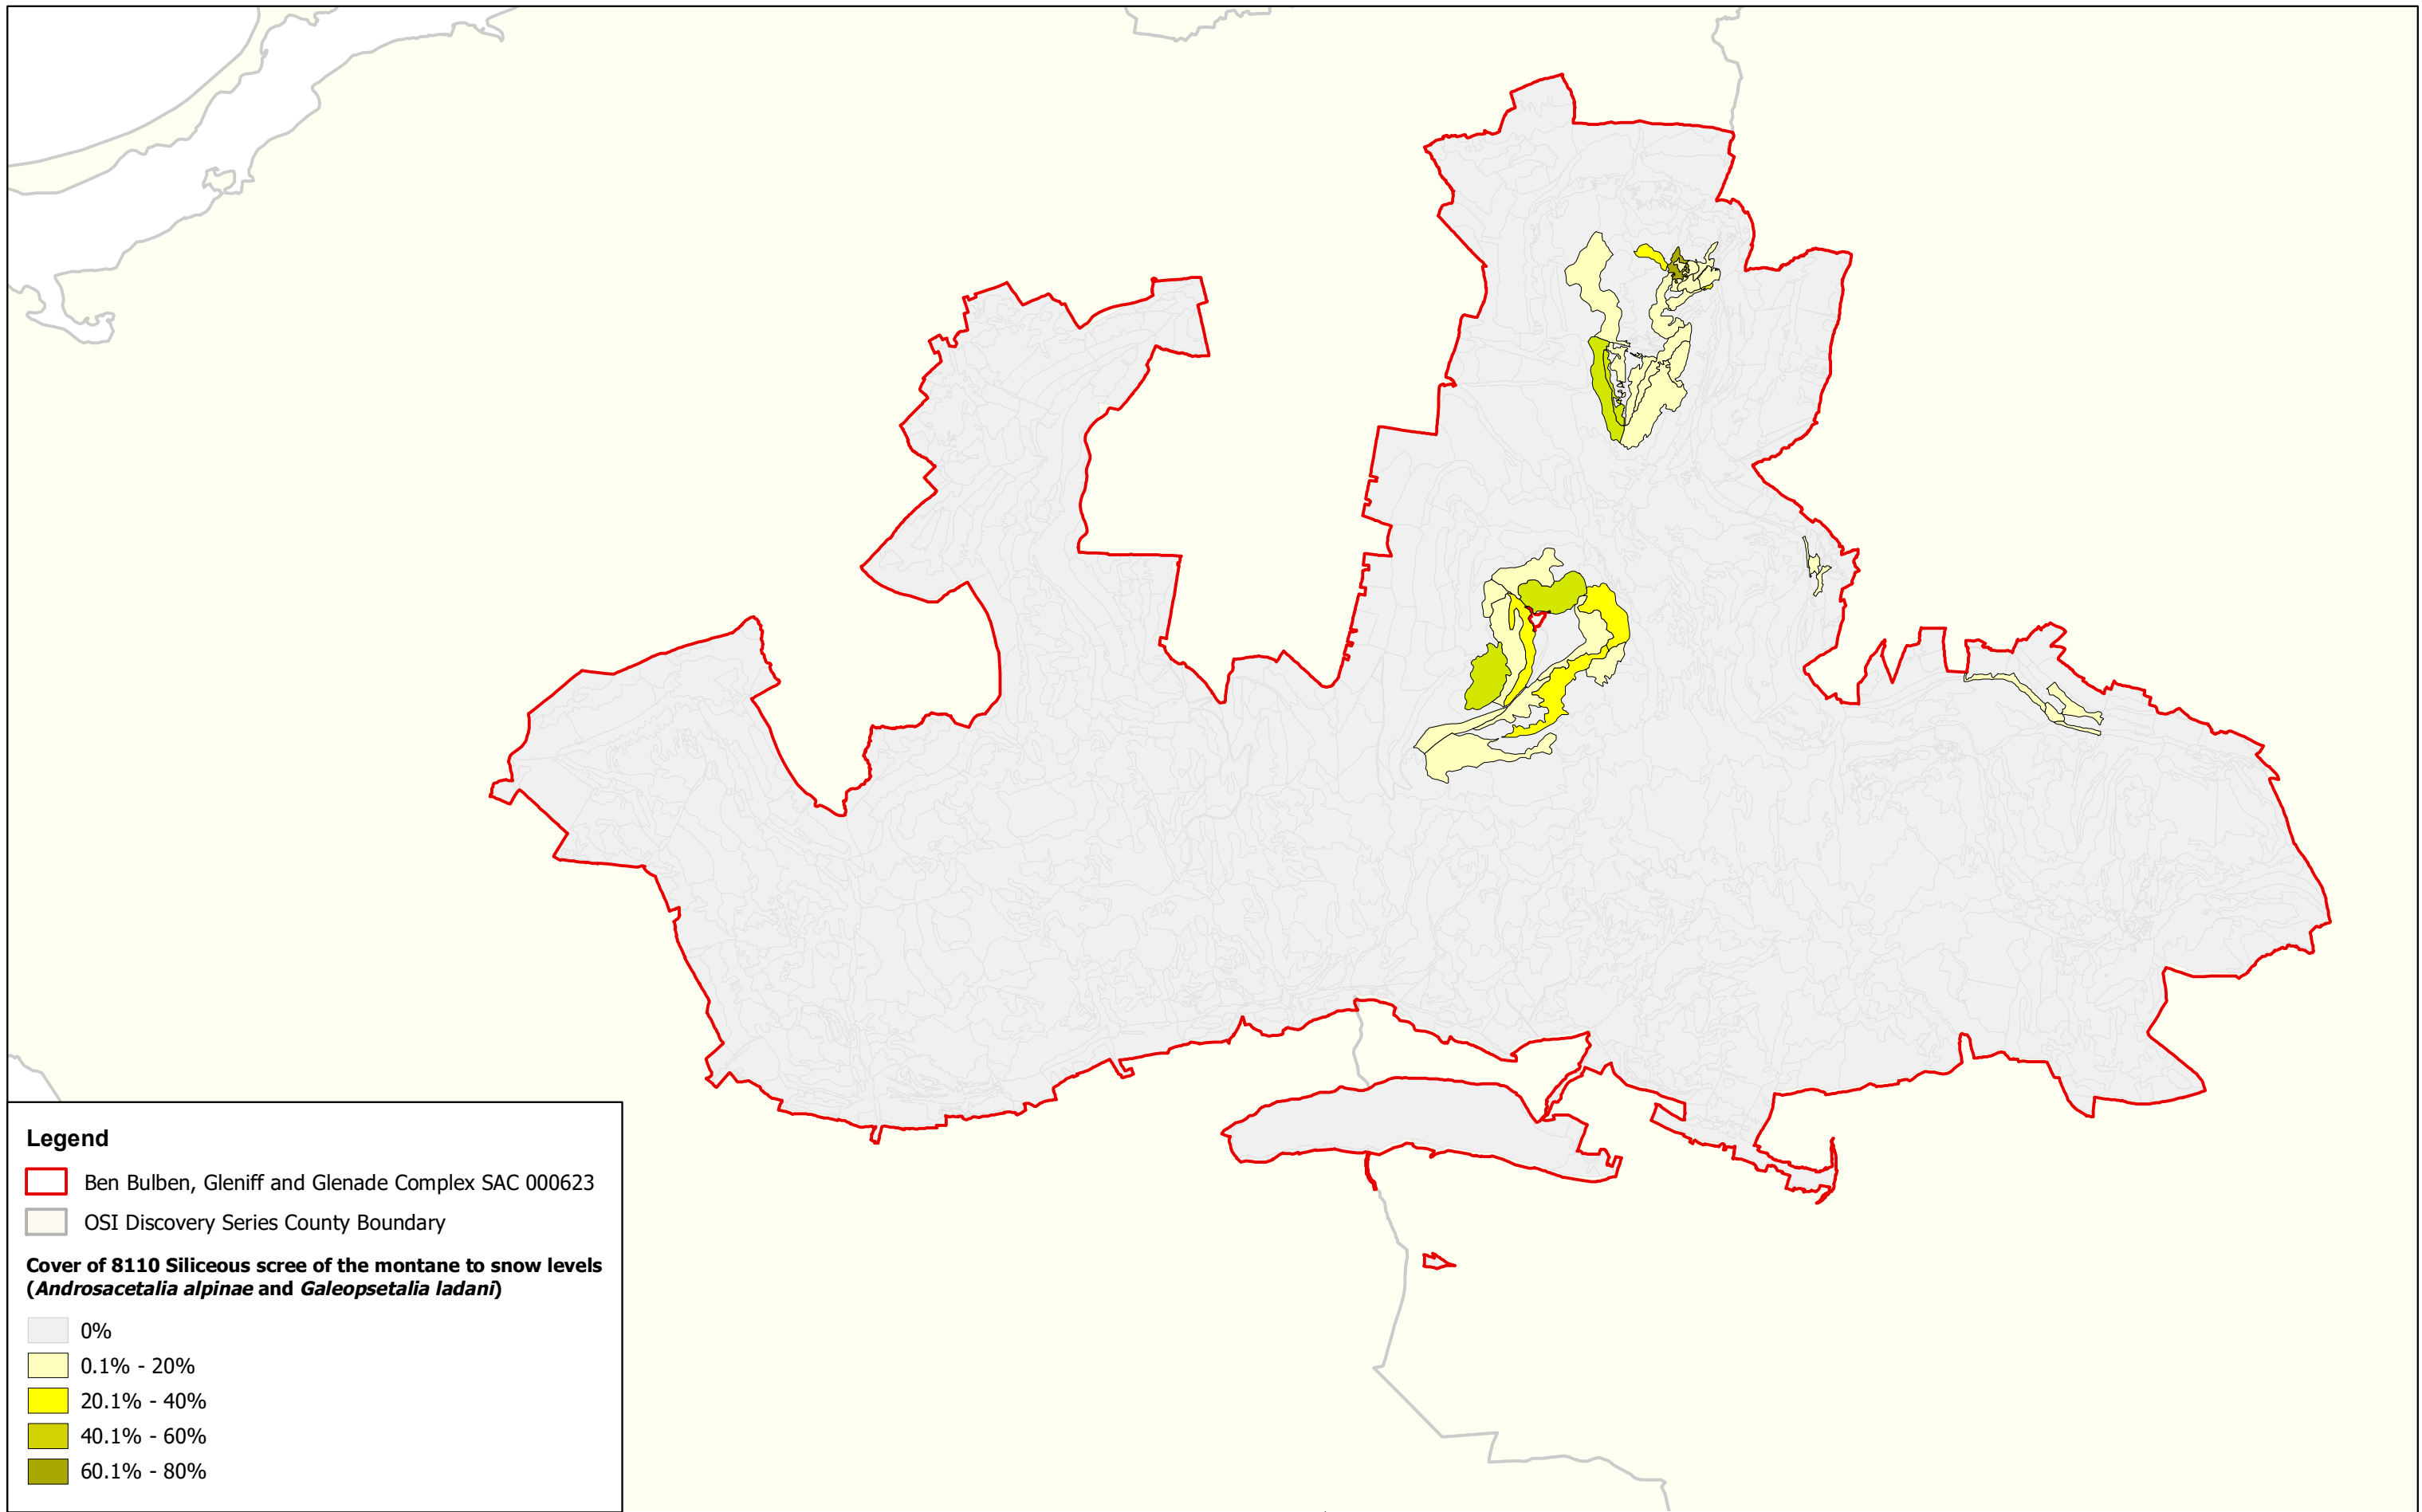 Legend
Ben Bulben, Gleniff and Glenade Complex SAC 000623
OSI Discovery Series County Boundary
Cover of 8110 Siliceous scree of the montane to snow levels
(Androsacetalia alpinae and Galeopsetalia ladani)
0%
0.1% - 20%
20.1% - 40%
40.1% - 60%
60.1% - 80%